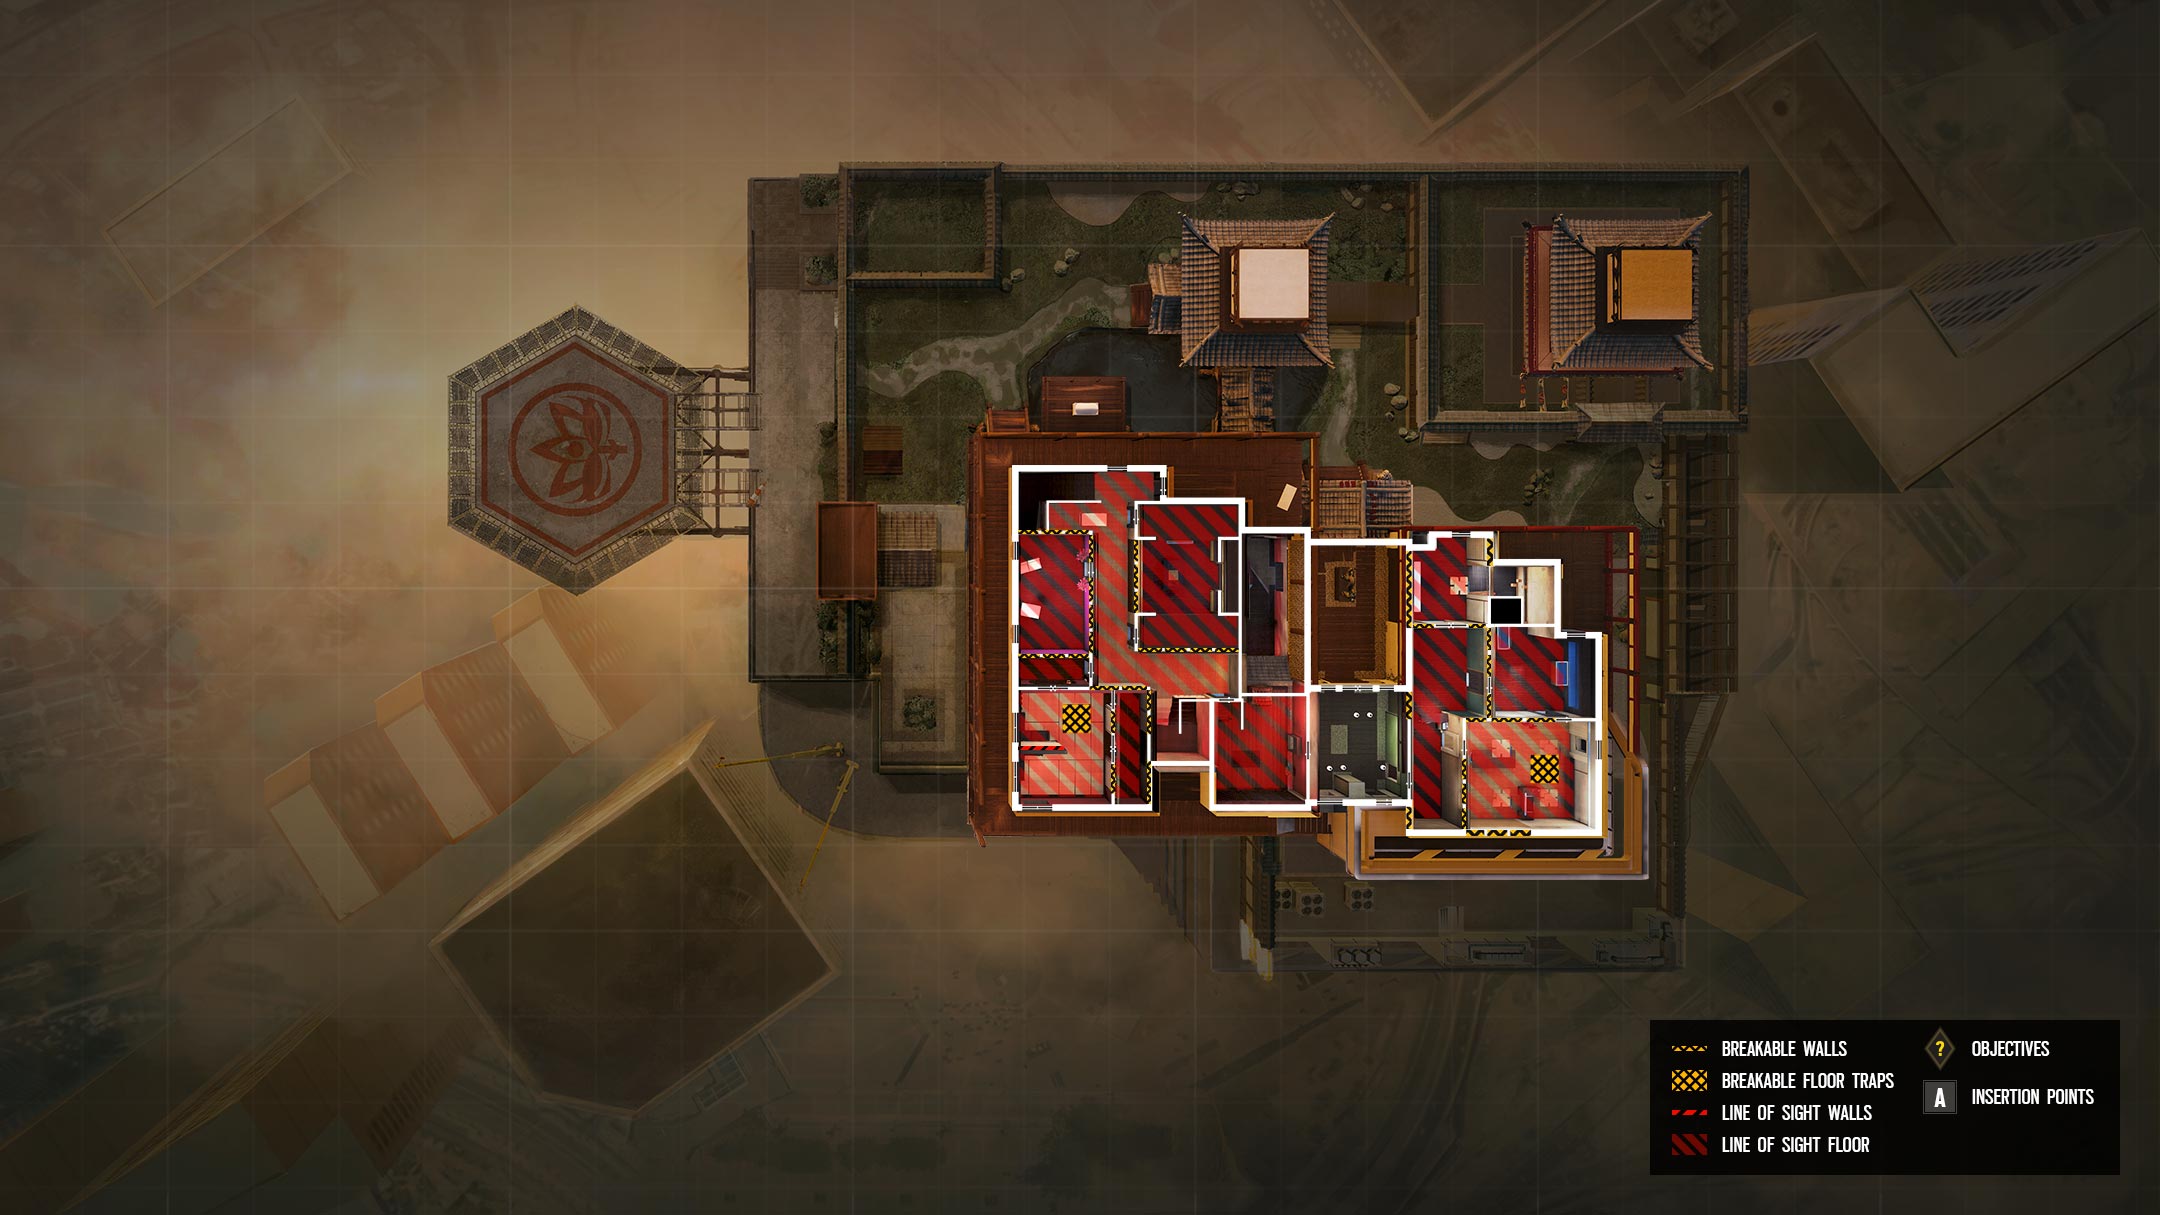 BREAKABLE WALLS
BREAKABLE FLOOR TRAPS
LINE OF SIGHT WALLS
LINE OF SIGHT FLOOR
? OBJECTIVES
A INSERTION POINTS